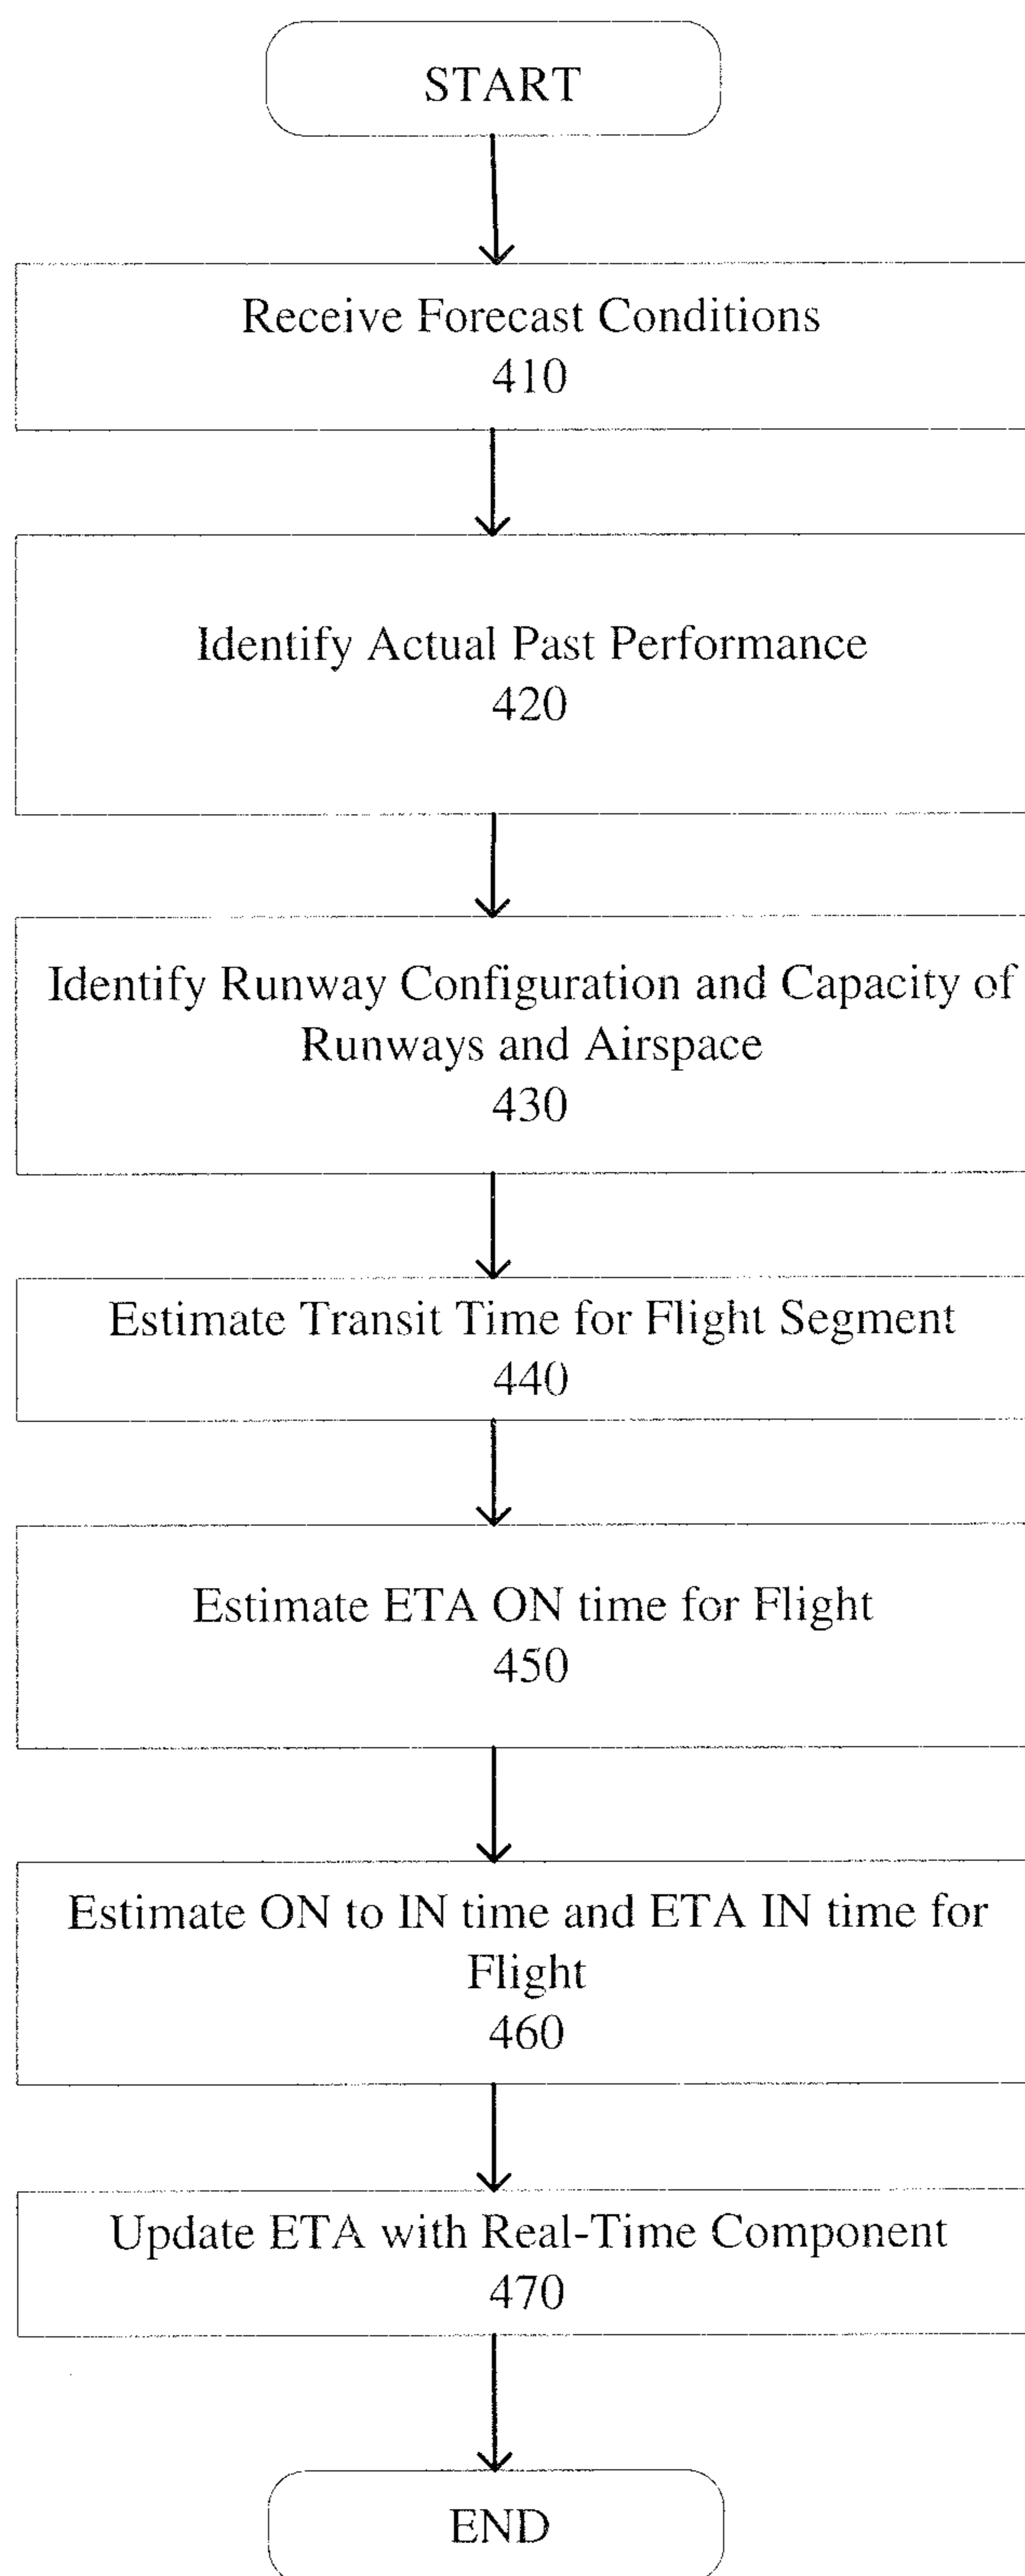 START
Receive Forecast Conditions
410
Identify Actual Past Performance
420
Identify Runway Configuration and Capacity of
Runways and Airspace
430
Estimate Transit Time for Flight Segment
440
Estimate ETA ON time for Flight
450
Estimate ON to IN time and ETA IN time for
Flight
460
Update ETA with Real-Time Component
470
END